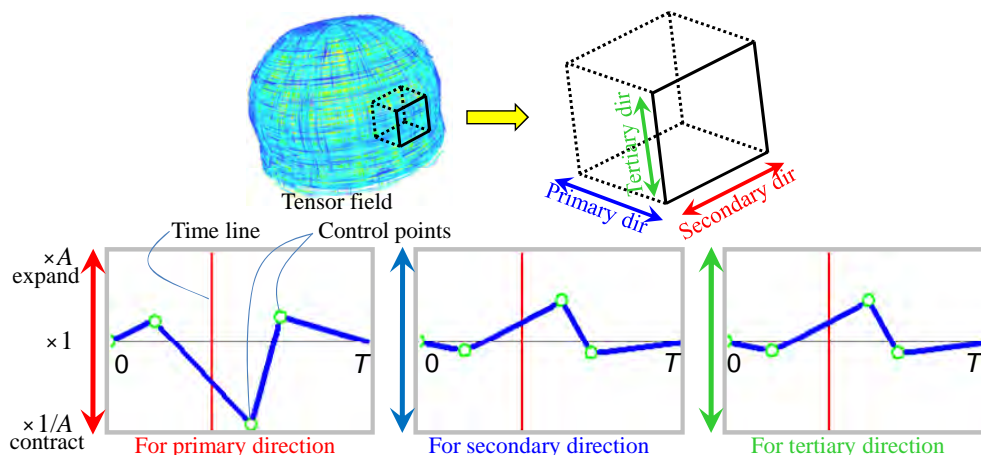 Tensor field
Tertiary dir
Primary dir
Secondary dir
Time line
Control points
×A
expand
×1
×1/A
contract
0
T
0
T
0
T
For primary direction
For secondary direction
For tertiary direction